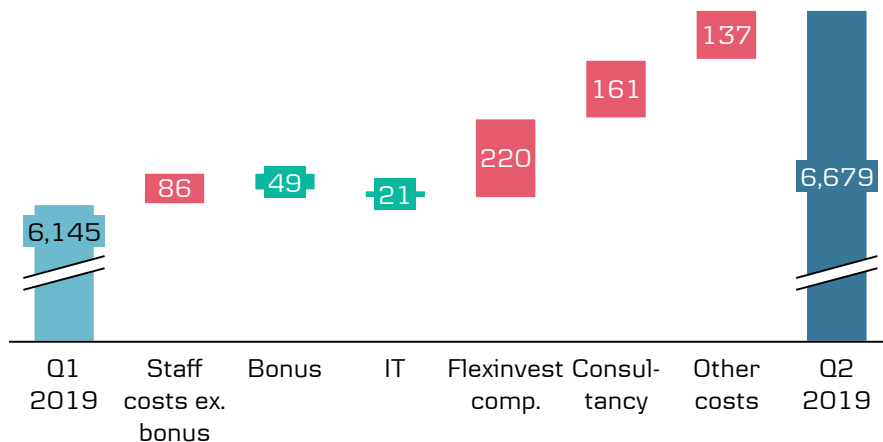 137
161
220
6,679
86
49
21
6,145
Q1
2019
Staff
costs ex.
bonus
Bonus
IT
Flexinvest
comp.
Consul-
tancy
Other
costs
Q2
2019